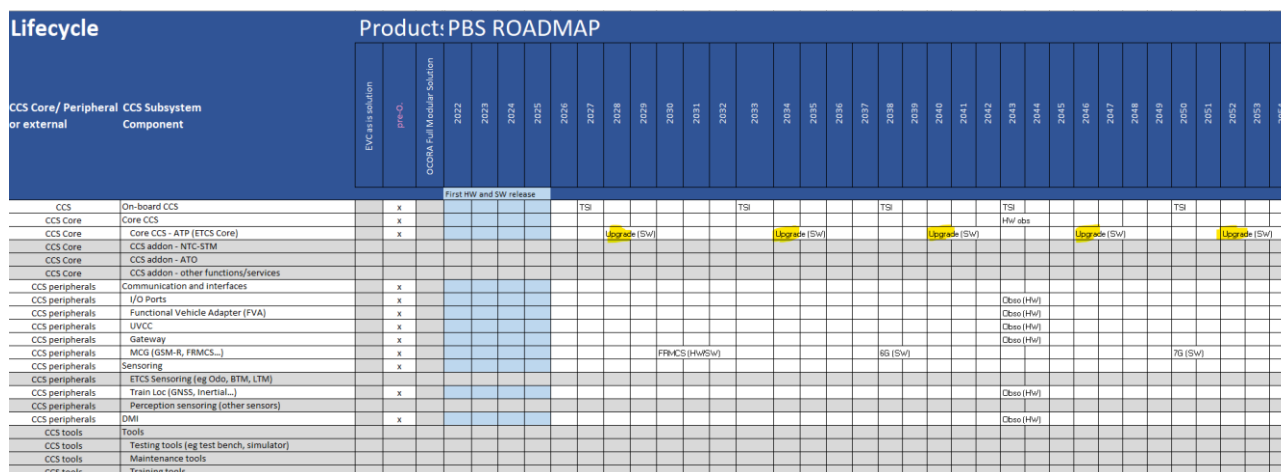 Lifecycle Product: PBS ROADMAP
CCS Core/ Peripheral or external CCS Subsystem Component EVC as is solution pre-O. OCORA Full Modular Solution 2022 2023 2024 2025 2026 2027 2028 2029 2030 2031 2032 2033 2034 2035 2036 2037 2038 2039 2040 2041 2042 2043 2044 2045 2046 2047 2048 2049 2050 2051 2052 2053
First HW and SW release
CCS On-board CCS x TSI TSI TSI TSI TSI
CCS Core Core CCS x HW obs
CCS Core Core CCS - ATP (ETCS Core) x Upgrade (SW) Upgrade (SW) Upgrade (SW) Upgrade (SW) Upgrade (SW)
CCS Core CCS addon - NTC-STM
CCS Core CCS addon - ATO
CCS Core CCS addon - other functions/services
CCS peripherals Communication and interfaces x
CCS peripherals I/O Ports x Obso (HW)
CCS peripherals Functional Vehicle Adapter (FVA) x Obso (HW)
CCS peripherals UVCC x Obso (HW)
CCS peripherals Gateway x Obso (HW)
CCS peripherals MCG (GSM-R, FRMCS...) x FRMCS (HW/SW) 6G (SW) 7G (SW)
CCS peripherals Sensoring x
CCS peripherals ETCS Sensoring (eg Odo, BTM, LTM)
CCS peripherals Train Loc (GNSS, Inertial...) x Obso (HW)
CCS peripherals Perception sensoring (other sensors)
CCS peripherals DMI x Obso (HW)
CCS tools Tools
CCS tools Testing tools (eg test bench, simulator)
CCS tools Maintenance tools
CCS tools Training tools